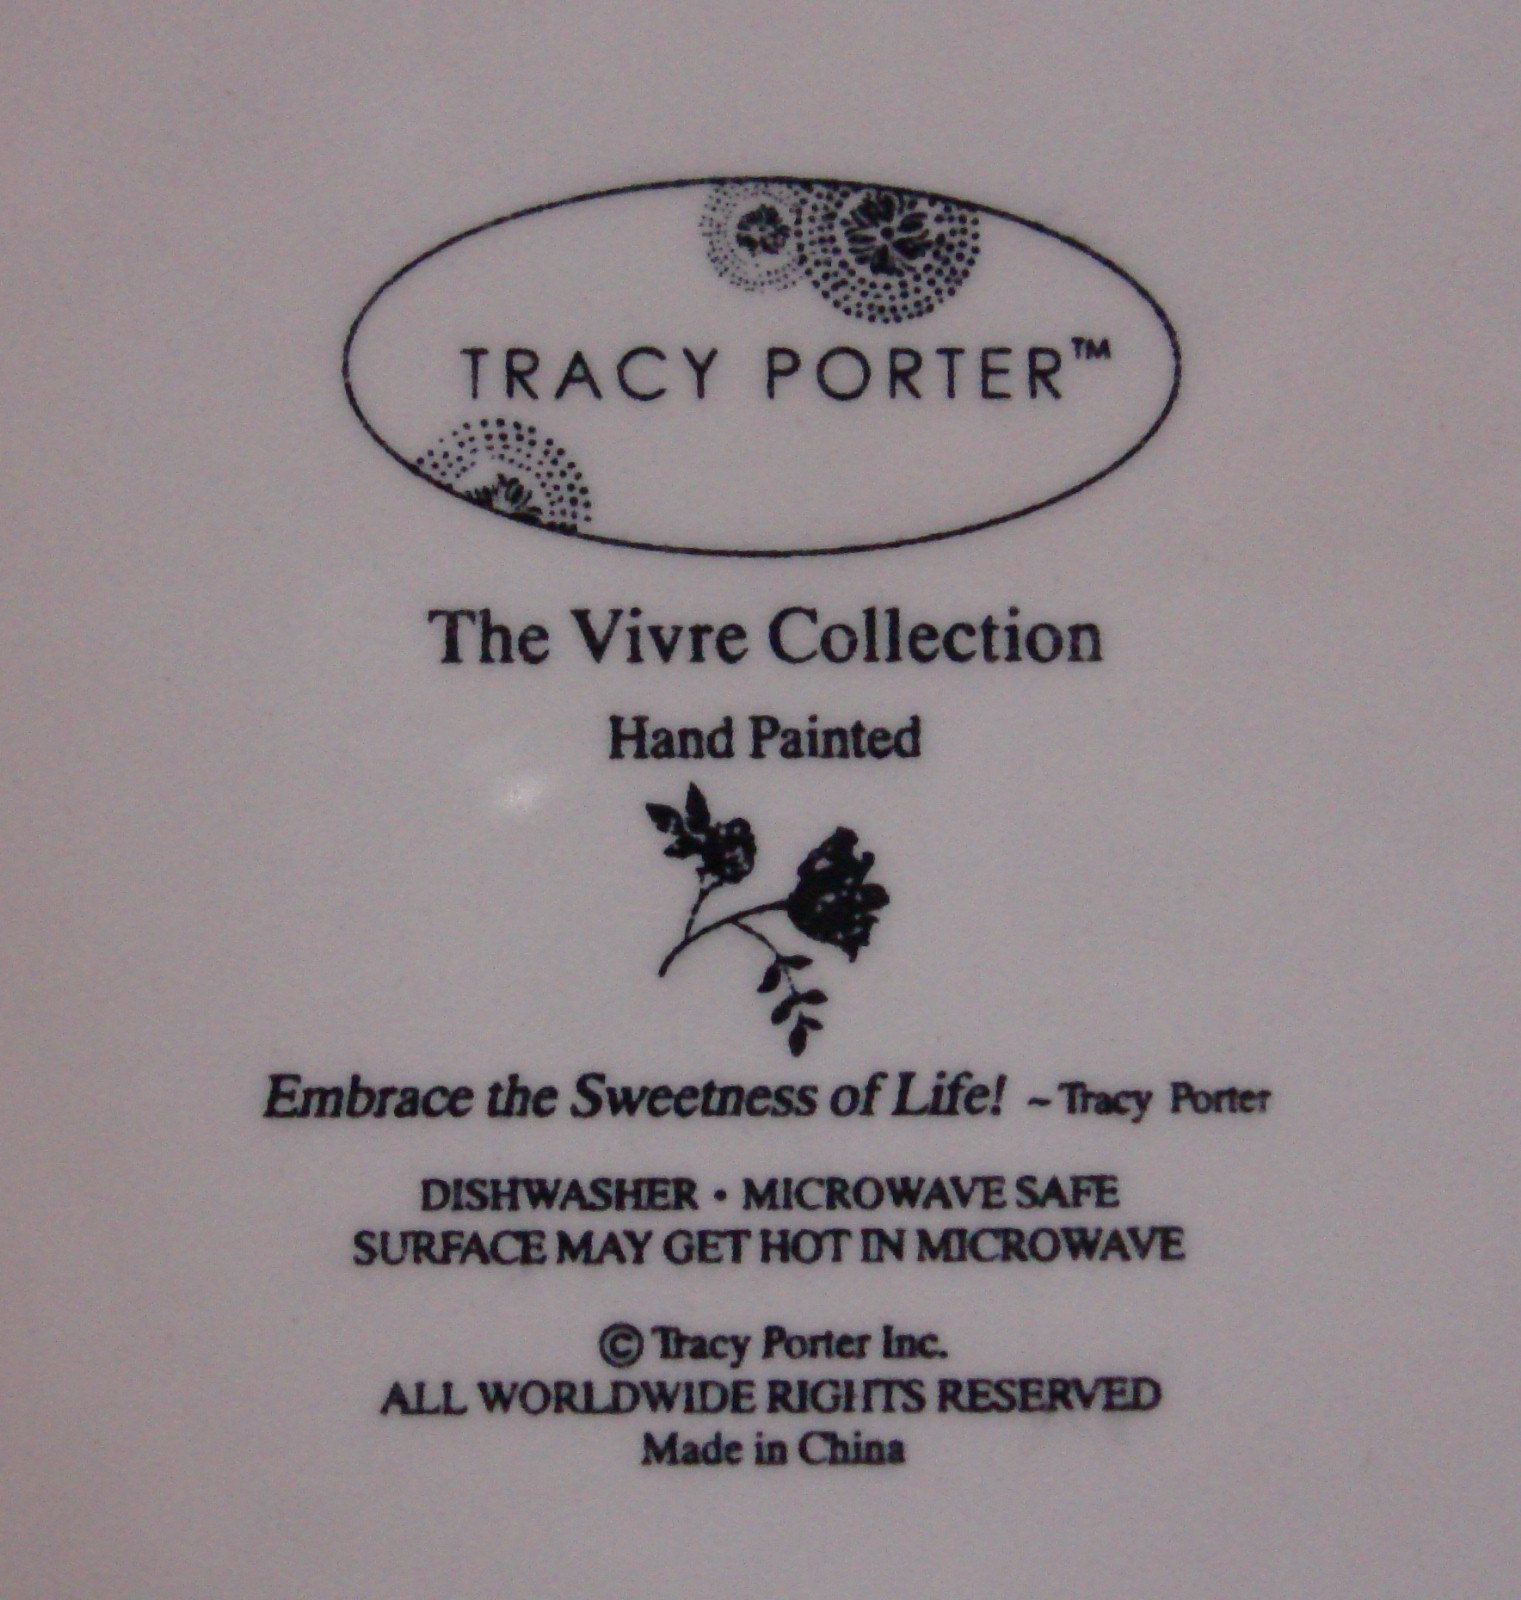 TRACY PORTER™
The Vivre Collection
Hand Painted
Embrace the Sweetness of Life! ~Tracy Porter
DISHWASHER • MICROWAVE SAFE
SURFACE MAY GET HOT IN MICROWAVE
© Tracy Porter Inc.
ALL WORLDWIDE RIGHTS RESERVED
Made in China